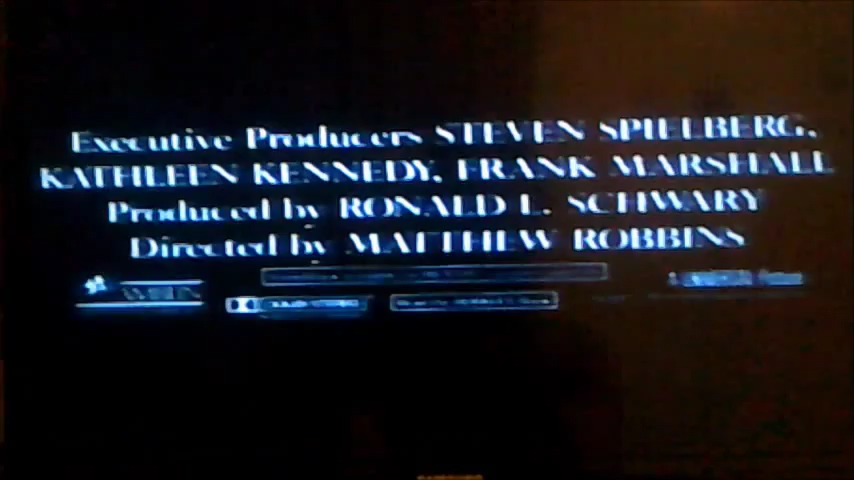 Executive Producers STEVEN SPIELBERG,
KATHLEEN KENNEDY, FRANK MARSHALL
Produced by RONALD L. SCHWARY
Directed by MATTHEW ROBBINS